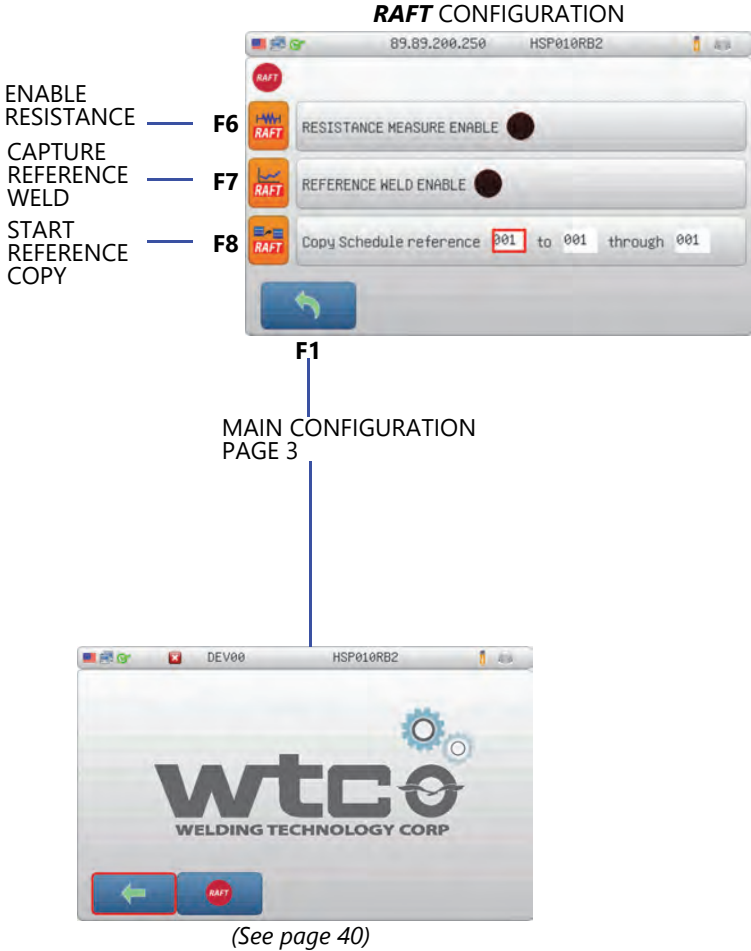 RAFT CONFIGURATION
89.89.200.250 HSP010RB2
RAFT
ENABLE
RESISTANCE
F6
RAFT
RESISTANCE MEASURE ENABLE
CAPTURE
REFERENCE
WELD
F7
RAFT
REFERENCE WELD ENABLE
START
REFERENCE
COPY
F8
RAFT
Copy Schedule reference 001 to 001 through 001
F1
MAIN CONFIGURATION
PAGE 3
DEV00 HSP010RB2
wtco
WELDING TECHNOLOGY CORP
RAFT
(See page 40)